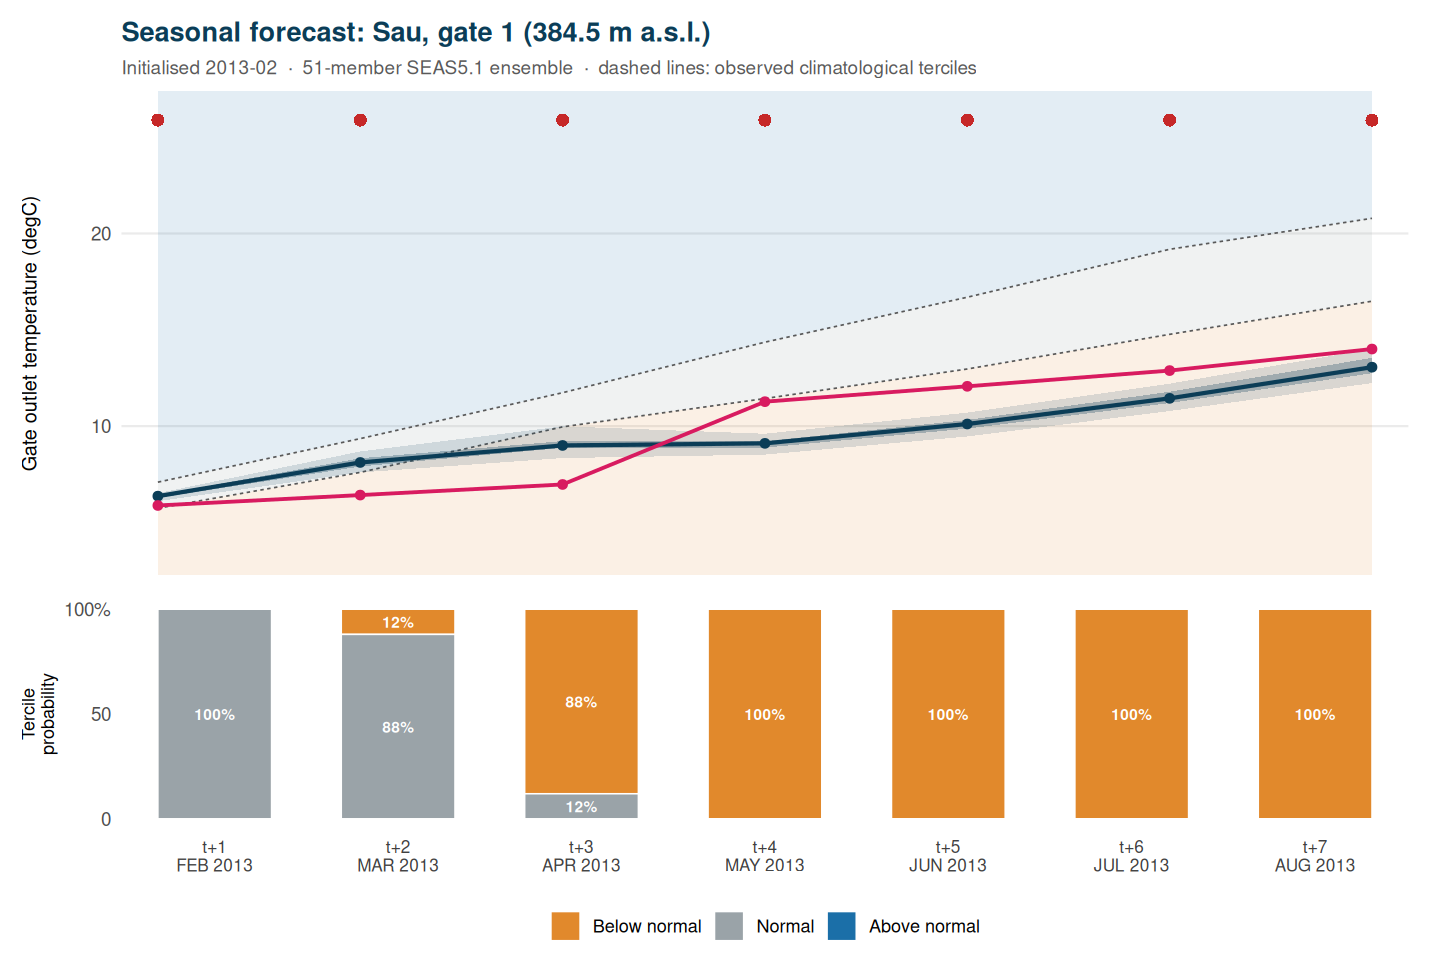 Seasonal forecast: Sau, gate 1 (384.5 m a.s.l.)
Initialised 2013-02 · 51-member SEAS5.1 ensemble · dashed lines: observed climatological terciles
Gate outlet temperature (degC)
20
10
Tercile
probability
100%
50
0
100%
12%
88%
88%
12%
100%
100%
100%
100%
t+1
FEB 2013
t+2
MAR 2013
t+3
APR 2013
t+4
MAY 2013
t+5
JUN 2013
t+6
JUL 2013
t+7
AUG 2013
Below normal
Normal
Above normal